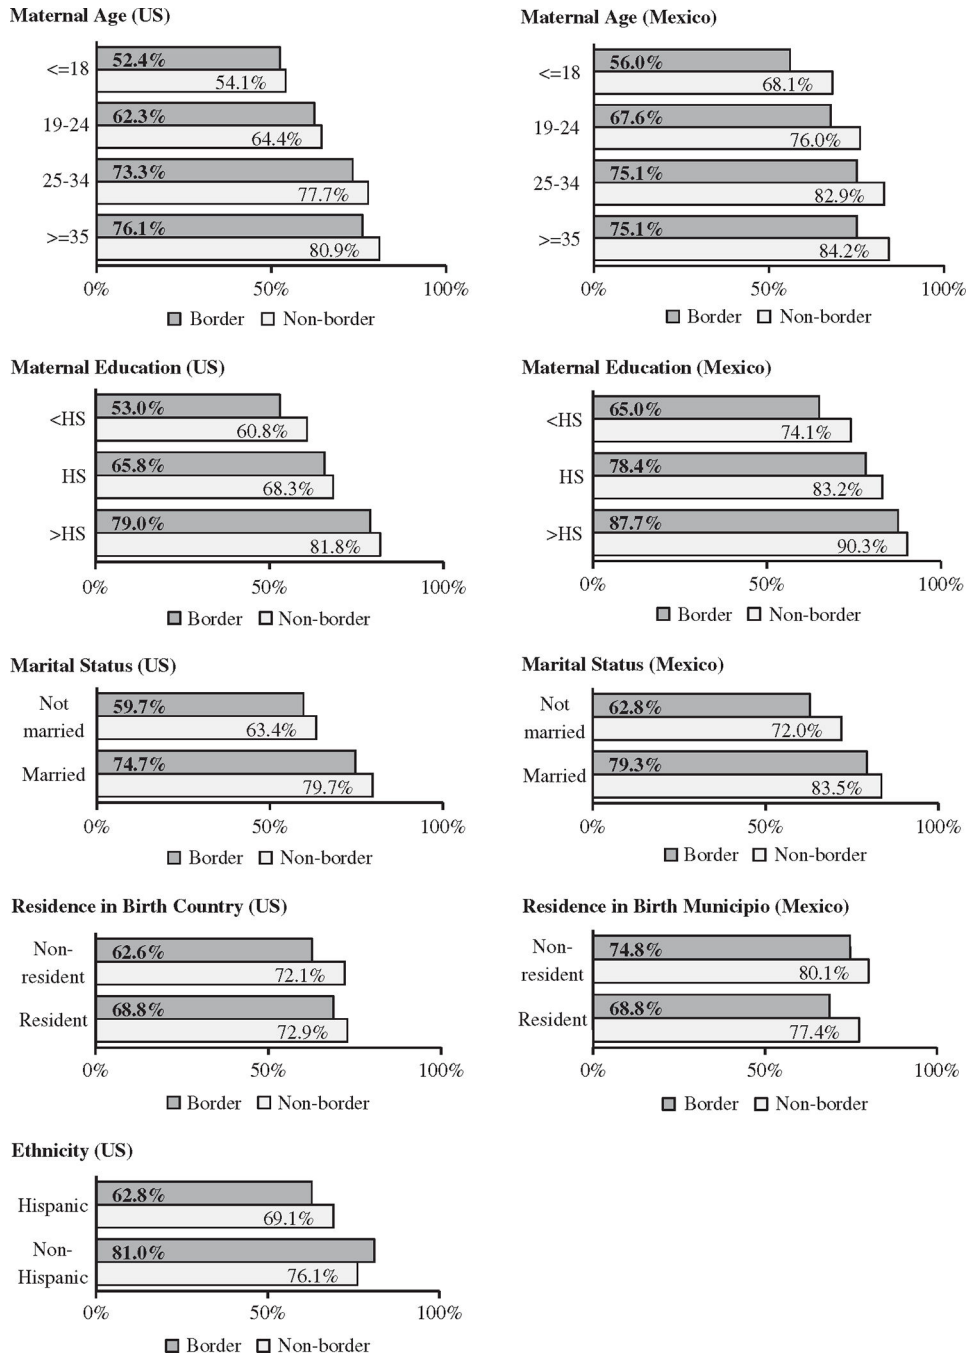 Maternal Age (US)
<=18
52.4%
54.1%
19-24
62.3%
64.4%
25-34
73.3%
77.7%
>=35
76.1%
80.9%
0% 50% 100%
Border Non-border
Maternal Age (Mexico)
<=18
56.0%
68.1%
19-24
67.6%
76.0%
25-34
75.1%
82.9%
>=35
75.1%
84.2%
0% 50% 100%
Border Non-border
Maternal Education (US)
<HS
53.0%
60.8%
HS
65.8%
68.3%
>HS
79.0%
81.8%
0% 50% 100%
Border Non-border
Maternal Education (Mexico)
<HS
65.0%
74.1%
HS
78.4%
83.2%
>HS
87.7%
90.3%
0% 50% 100%
Border Non-border
Marital Status (US)
Not
married
59.7%
63.4%
Married
74.7%
79.7%
0% 50% 100%
Border Non-border
Marital Status (Mexico)
Not
married
62.8%
72.0%
Married
79.3%
83.5%
0% 50% 100%
Border Non-border
Residence in Birth Country (US)
Non-
resident
62.6%
72.1%
Resident
68.8%
72.9%
0% 50% 100%
Border Non-border
Residence in Birth Municipio (Mexico)
Non-
resident
74.8%
80.1%
Resident
68.8%
77.4%
0% 50% 100%
Border Non-border
Ethnicity (US)
Hispanic
62.8%
69.1%
Non-
Hispanic
81.0%
76.1%
0% 50% 100%
Border Non-border